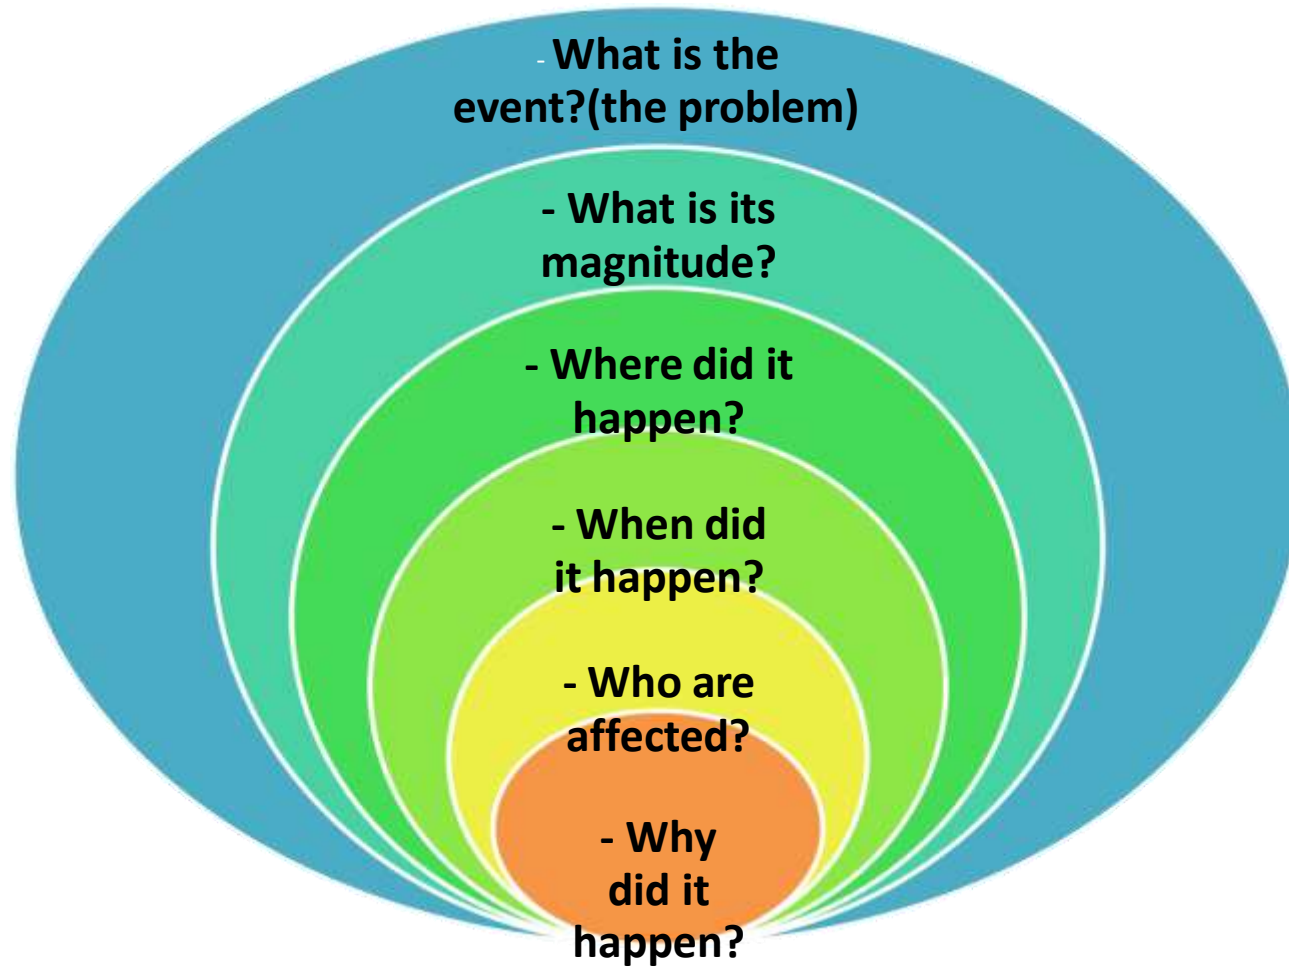 - What is the
event?(the problem)
- What is its
magnitude?
- Where did it
happen?
- When did
it happen?
- Who are
affected?
- Why
did it
happen?